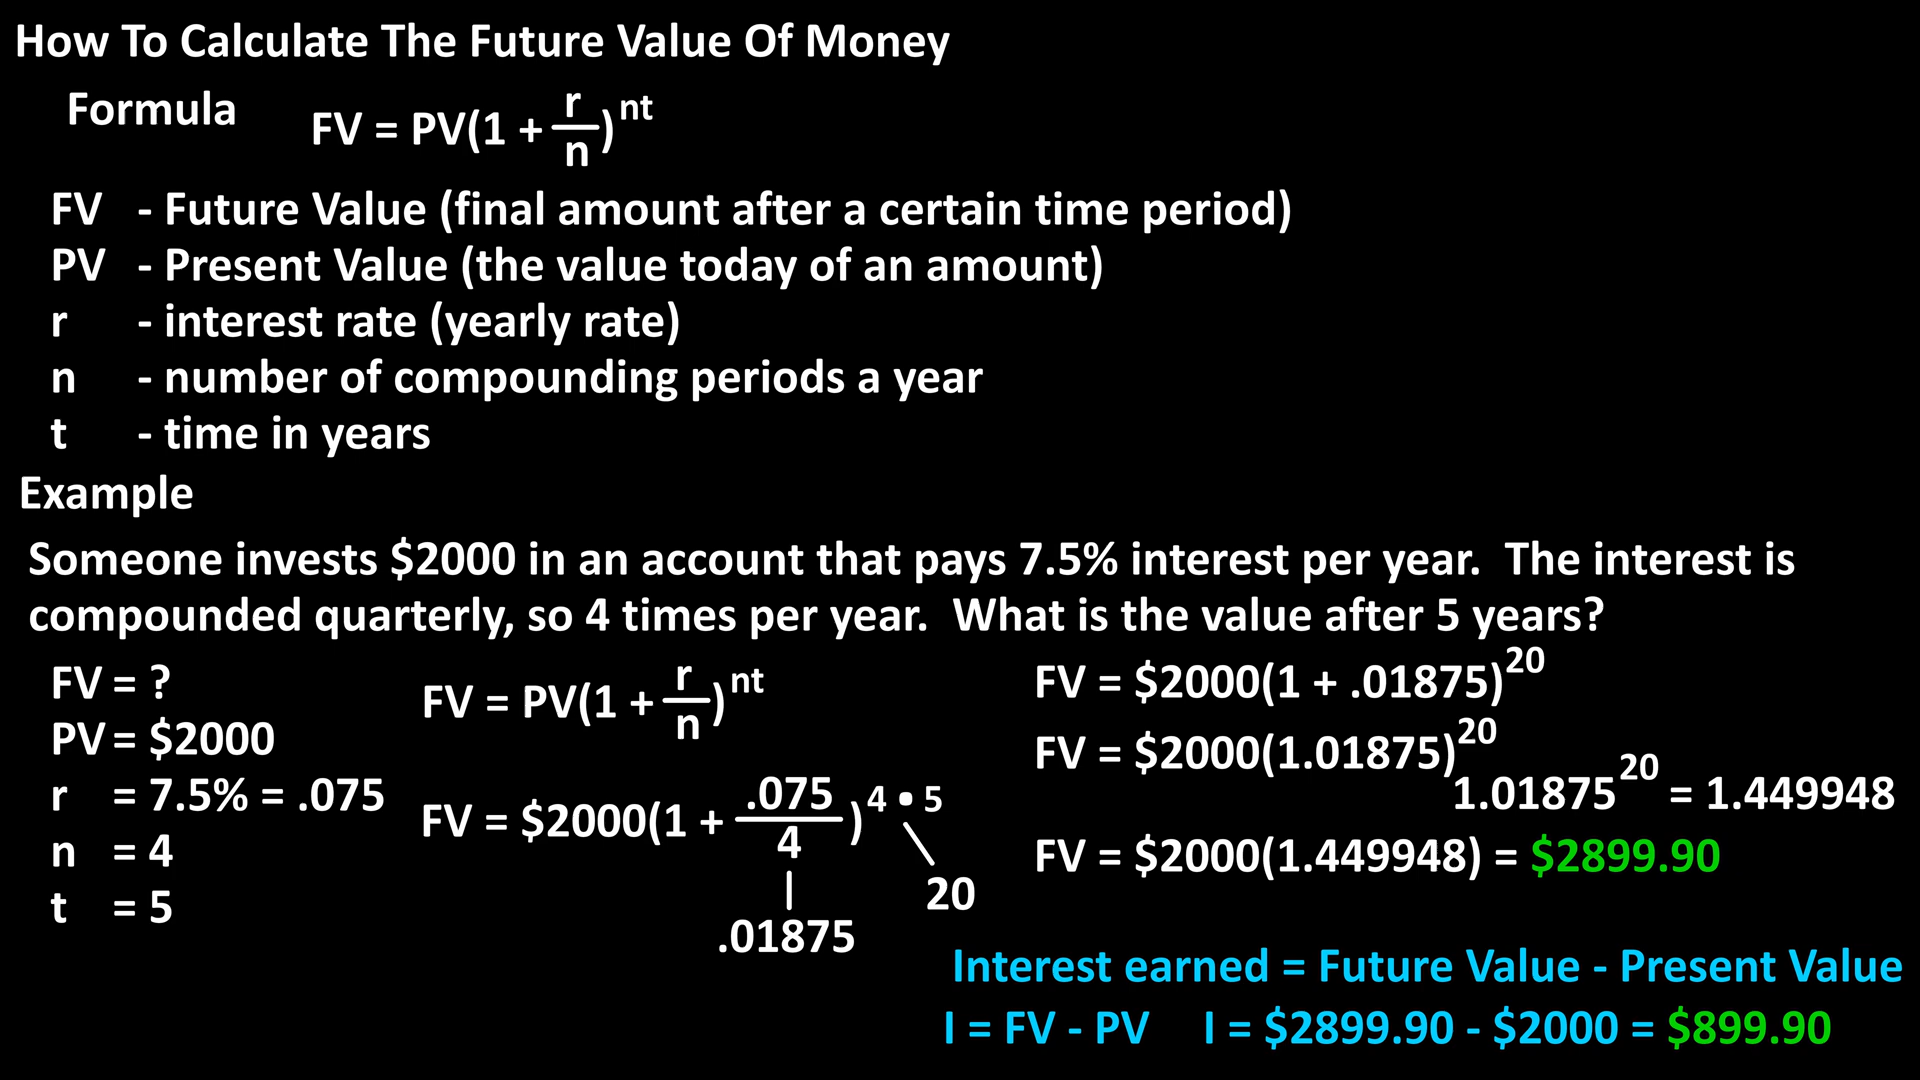 How To Calculate The Future Value Of Money
Formula FV = PV(1 + r/n)^nt
FV - Future Value (final amount after a certain time period)
PV - Present Value (the value today of an amount)
r - interest rate (yearly rate)
n - number of compounding periods a year
t - time in years
Example
Someone invests $2000 in an account that pays 7.5% interest per year. The interest is
compounded quarterly, so 4 times per year. What is the value after 5 years?
FV = ?
PV = $2000
r = 7.5% = .075
n = 4
t = 5
FV = PV(1 + r/n)^nt
FV = $2000(1 + .075/4)^4 • 5
.01875
20
FV = $2000(1 + .01875)^20
FV = $2000(1.01875)^20
1.01875^20 = 1.449948
FV = $2000(1.449948) = $2899.90
Interest earned = Future Value - Present Value
I = FV - PV I = $2899.90 - $2000 = $899.90